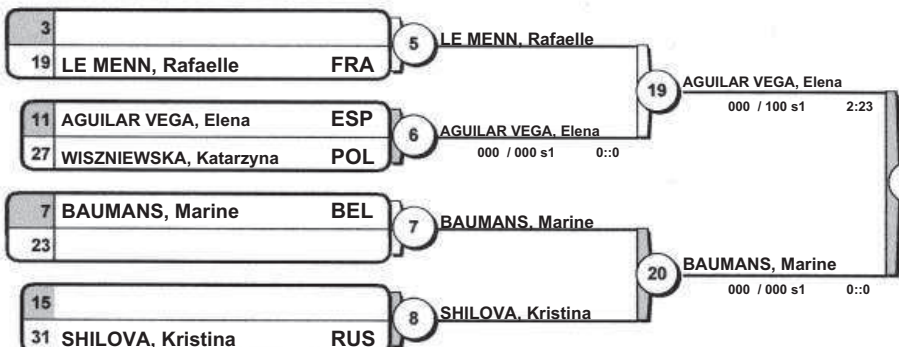 3
19 LE MENN, Rafaelle FRA
5 LE MENN, Rafaelle
11 AGUILAR VEGA, Elena ESP
27 WISZNIEWSKA, Katarzyna POL
6 AGUILAR VEGA, Elena
000 / 000 s1 0::0
19 AGUILAR VEGA, Elena
000 / 100 s1 2:23
7 BAUMANS, Marine BEL
23
7 BAUMANS, Marine
15
31 SHILOVA, Kristina RUS
8 SHILOVA, Kristina
20 BAUMANS, Marine
000 / 000 s1 0::0